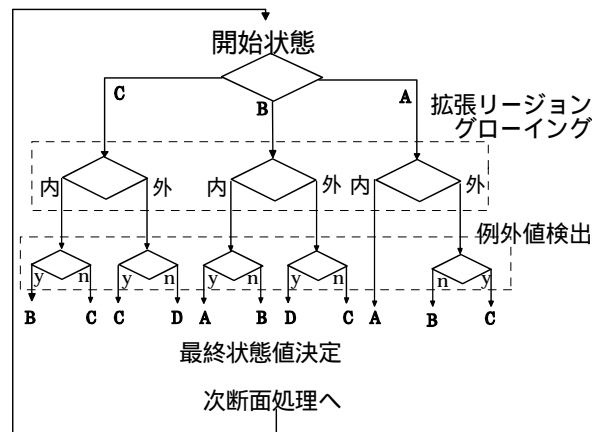 開始状態
C
B
A
拡張リージョン
グローイング
内 外 内 外 内 外
例外値検出
y n y n y n y n n y
B C C D A B D C A B C
最終状態値決定
次断面処理へ